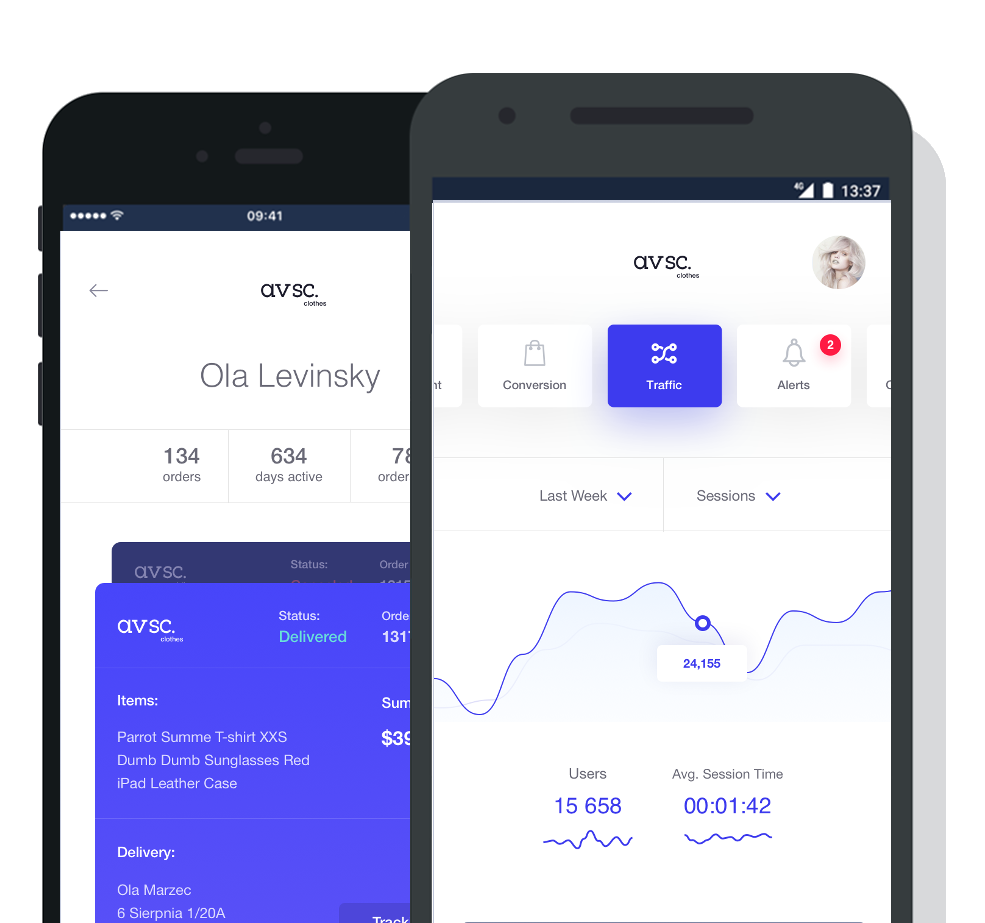 09:41
avsc.
clothes
Ola Levinsky
134
634
78
orders
days active
order
avsc.
Status:
Order
avsc.
clothes
Status:
Orde
Delivered
131
Items:
Sum
Parrot Summe T-shirt XXS
$39
Dumb Dumb Sunglasses Red
iPad Leather Case
Delivery:
Ola Marzec
6 Sierpnia 1/20A
Track
4G 13:37
avsc.
clothes
2
nt
Conversion
Traffic
Alerts
Last Week
Sessions
24,155
Users
Avg. Session Time
15 658
00:01:42